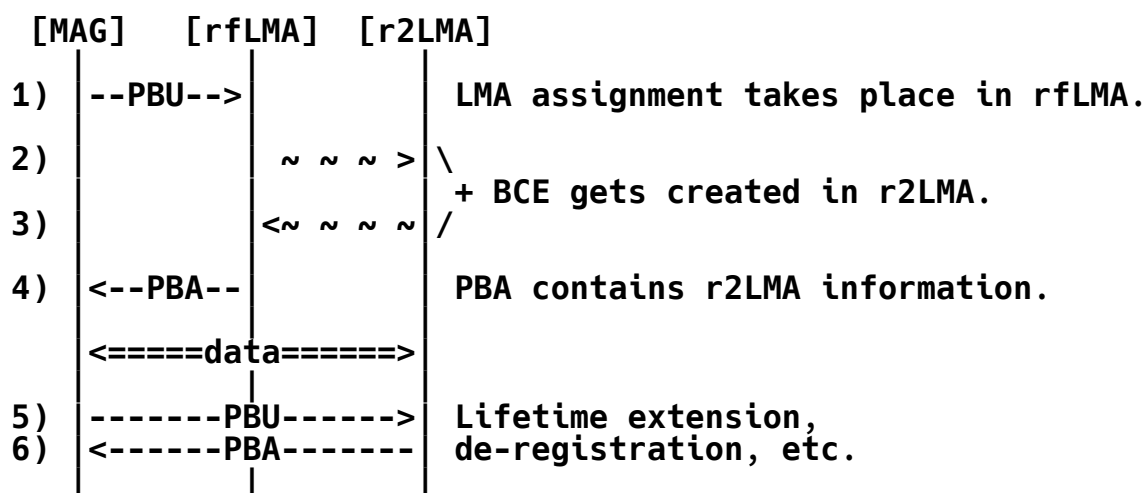 [MAG] [rfLMA] [r2LMA]
1) |--PBU-->| | LMA assignment takes place in rfLMA.
2) | | ~ ~ ~ >|\
| | | + BCE gets created in r2LMA.
3) | |<~ ~ ~ ~|/
4) |<--PBA--| | PBA contains r2LMA information.
|<=====data======>|
5) |-------PBU------>| Lifetime extension,
6) |<------PBA-------| de-registration, etc.